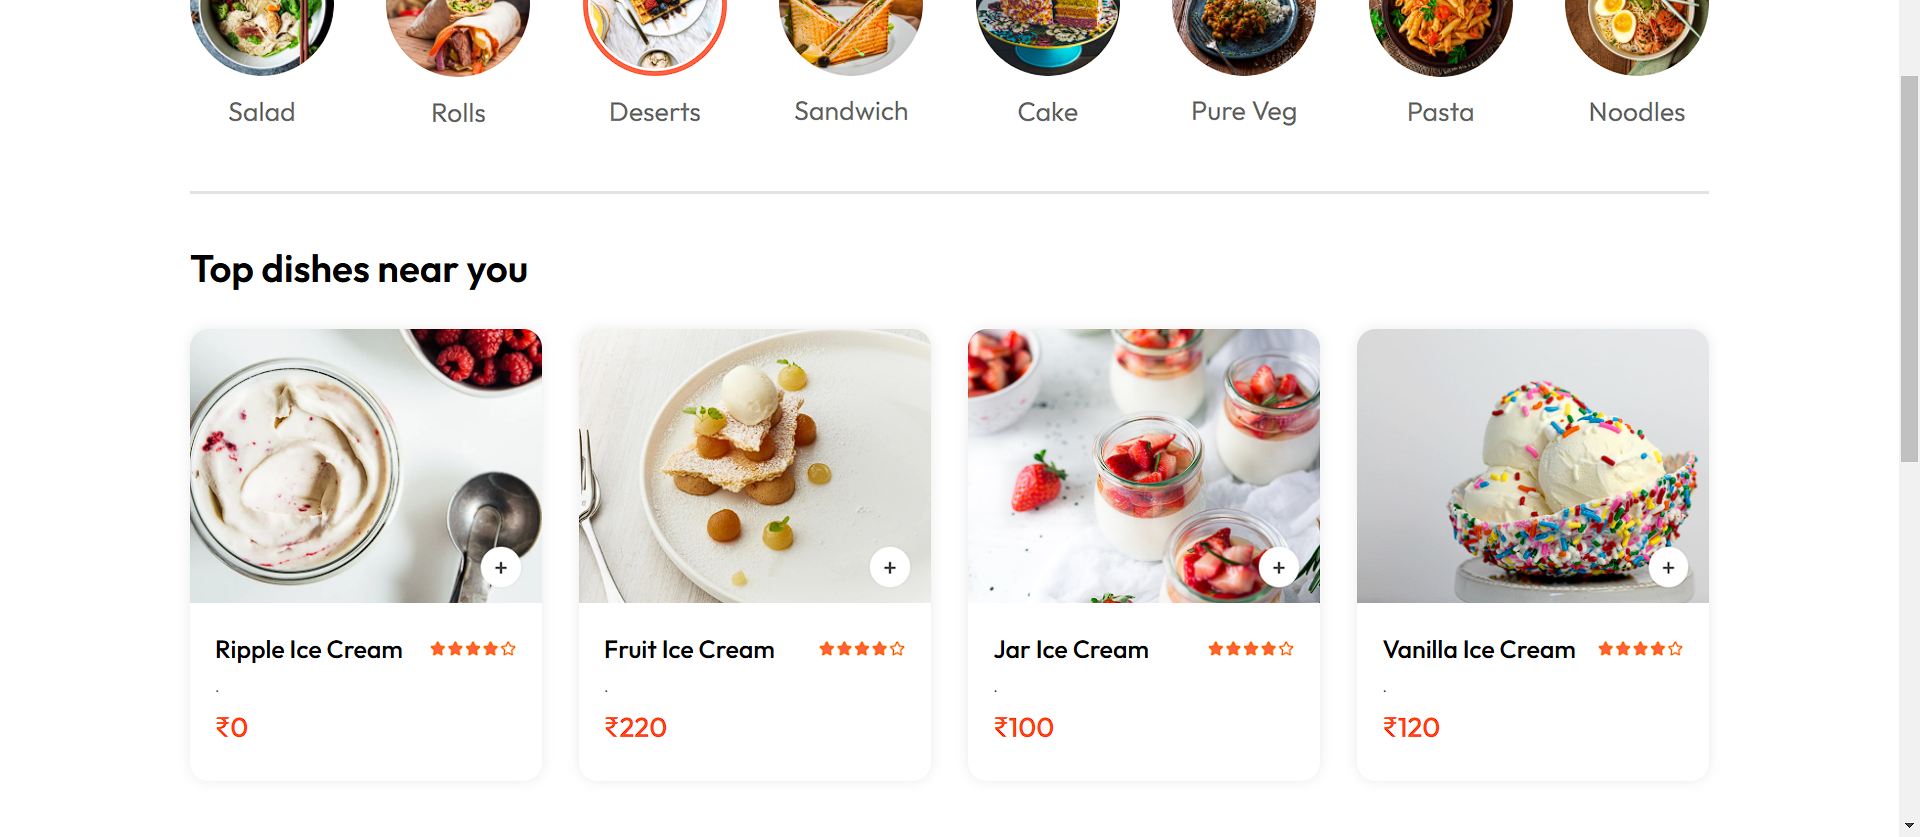 Salad
Rolls
Deserts
Sandwich
Cake
Pure Veg
Pasta
Noodles
Top dishes near you
Ripple Ice Cream
.
₹0
Fruit Ice Cream
.
₹220
Jar Ice Cream
.
₹100
Vanilla Ice Cream
.
₹120